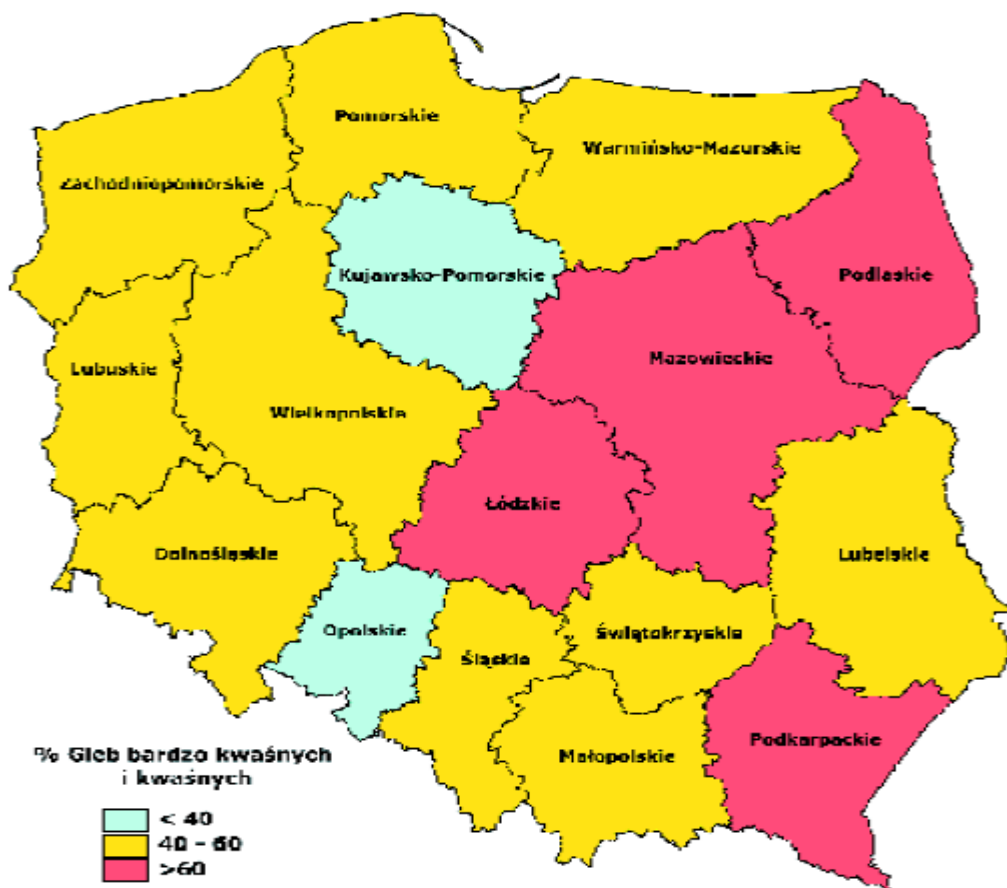 Pomorskie
Warmińsko-Mazurskie
Zachodniopomorskie
Kujawsko-Pomorskie
Podlaskie
Mazowieckie
Lubuskie
Wielkopolskie
Łódzkie
Dolnośląskie
Lubelskie
Opolskie
Świętokrzyskie
Śląskie
Podkarpackie
Małopolskie
% Gleb bardzo kwaśnych
i kwaśnych
< 40
40 - 60
>60